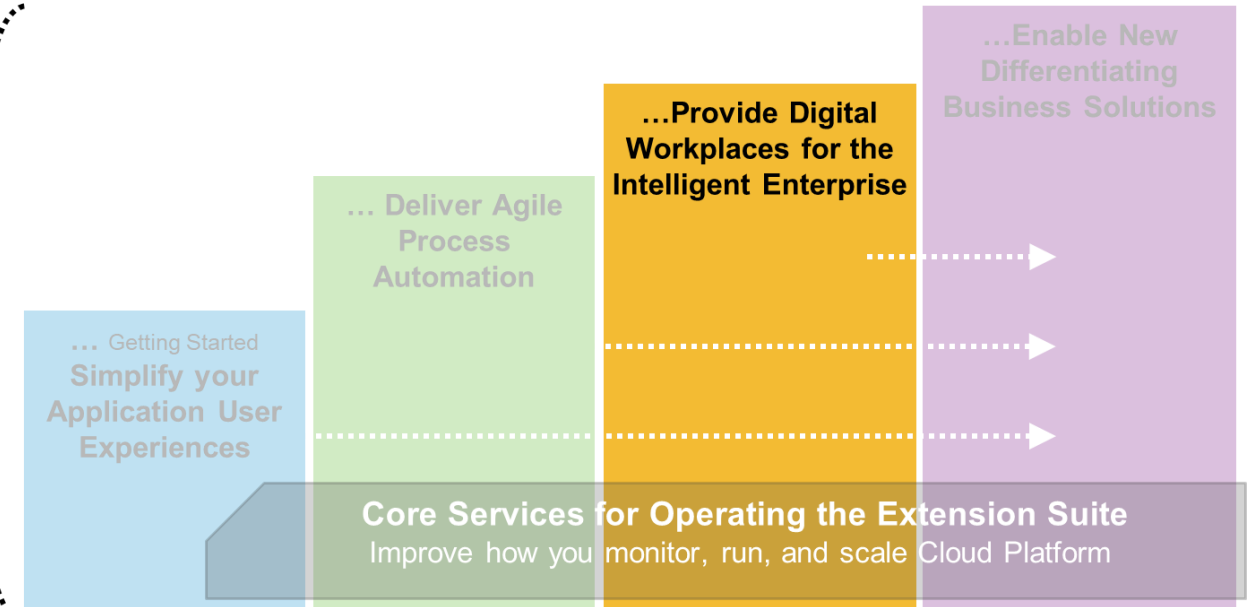 … Getting Started
Simplify your
Application User
Experiences
… Deliver Agile
Process
Automation
…Provide Digital
Workplaces for the
Intelligent Enterprise
…Enable New
Differentiating
Business Solutions
Core Services for Operating the Extension Suite
Improve how you monitor, run, and scale Cloud Platform